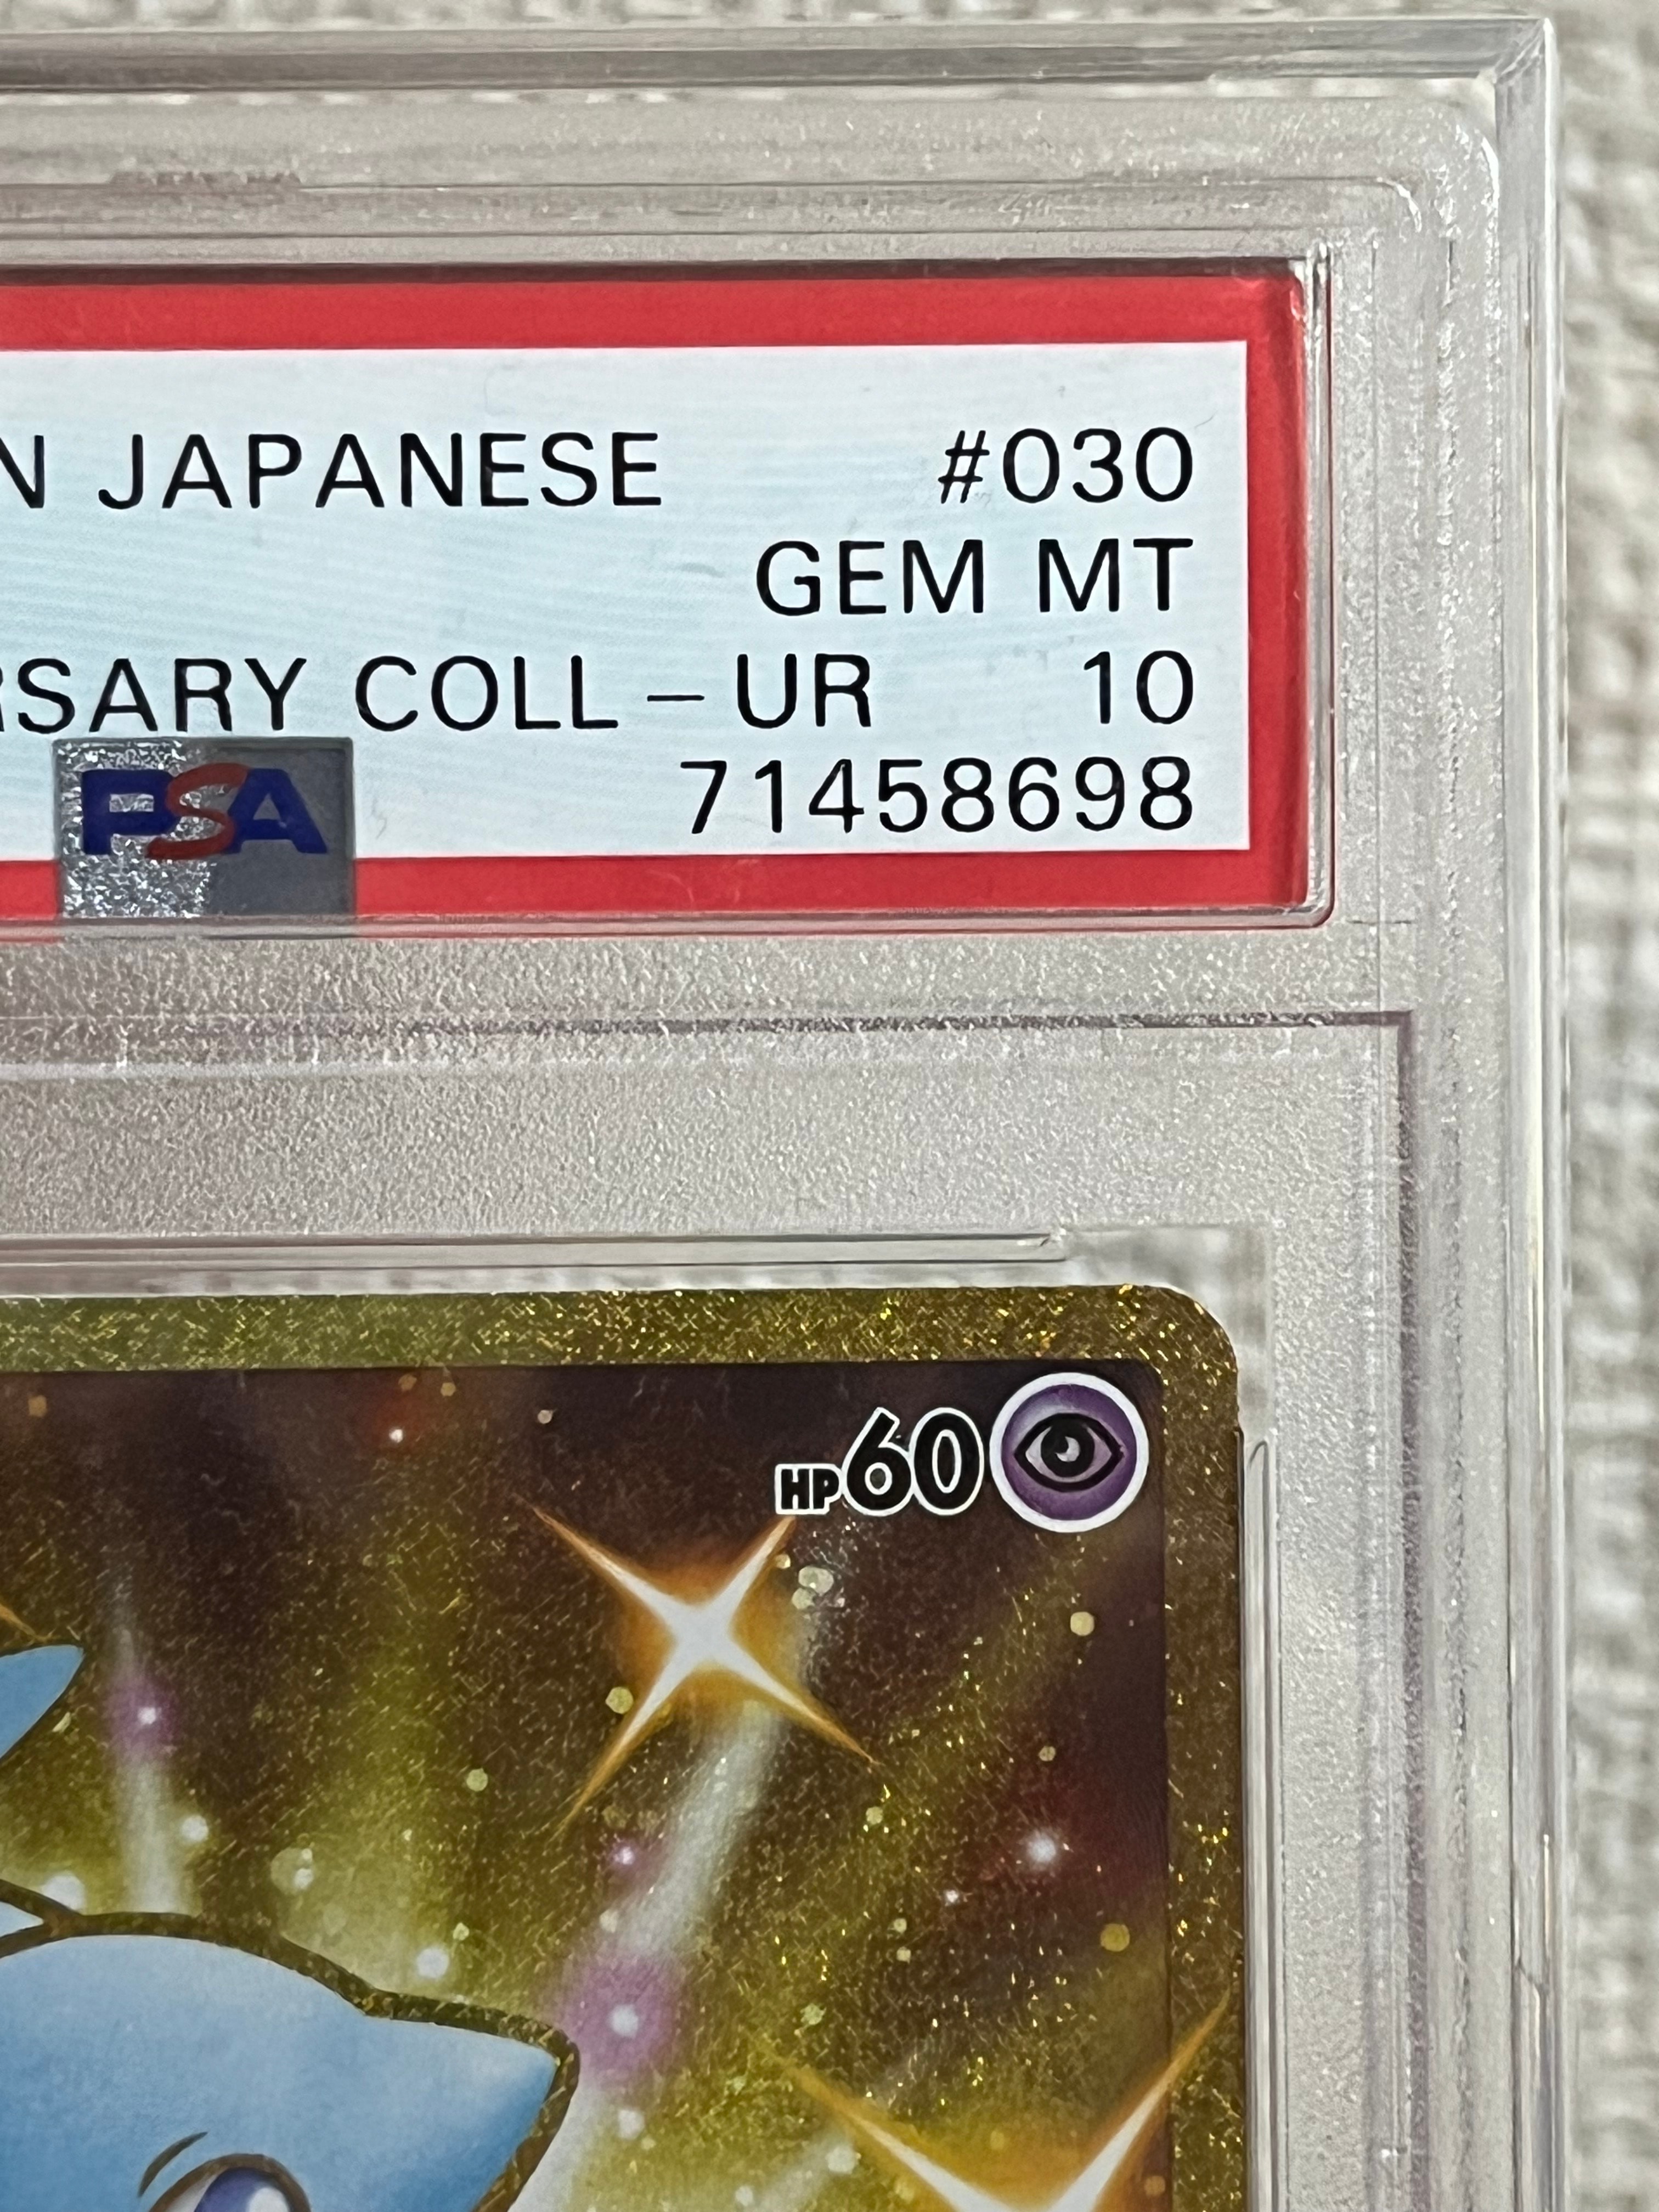 N JAPANESE #030
GEM MT
RSARY COLL-UR 10
PSA 71458698
HP60